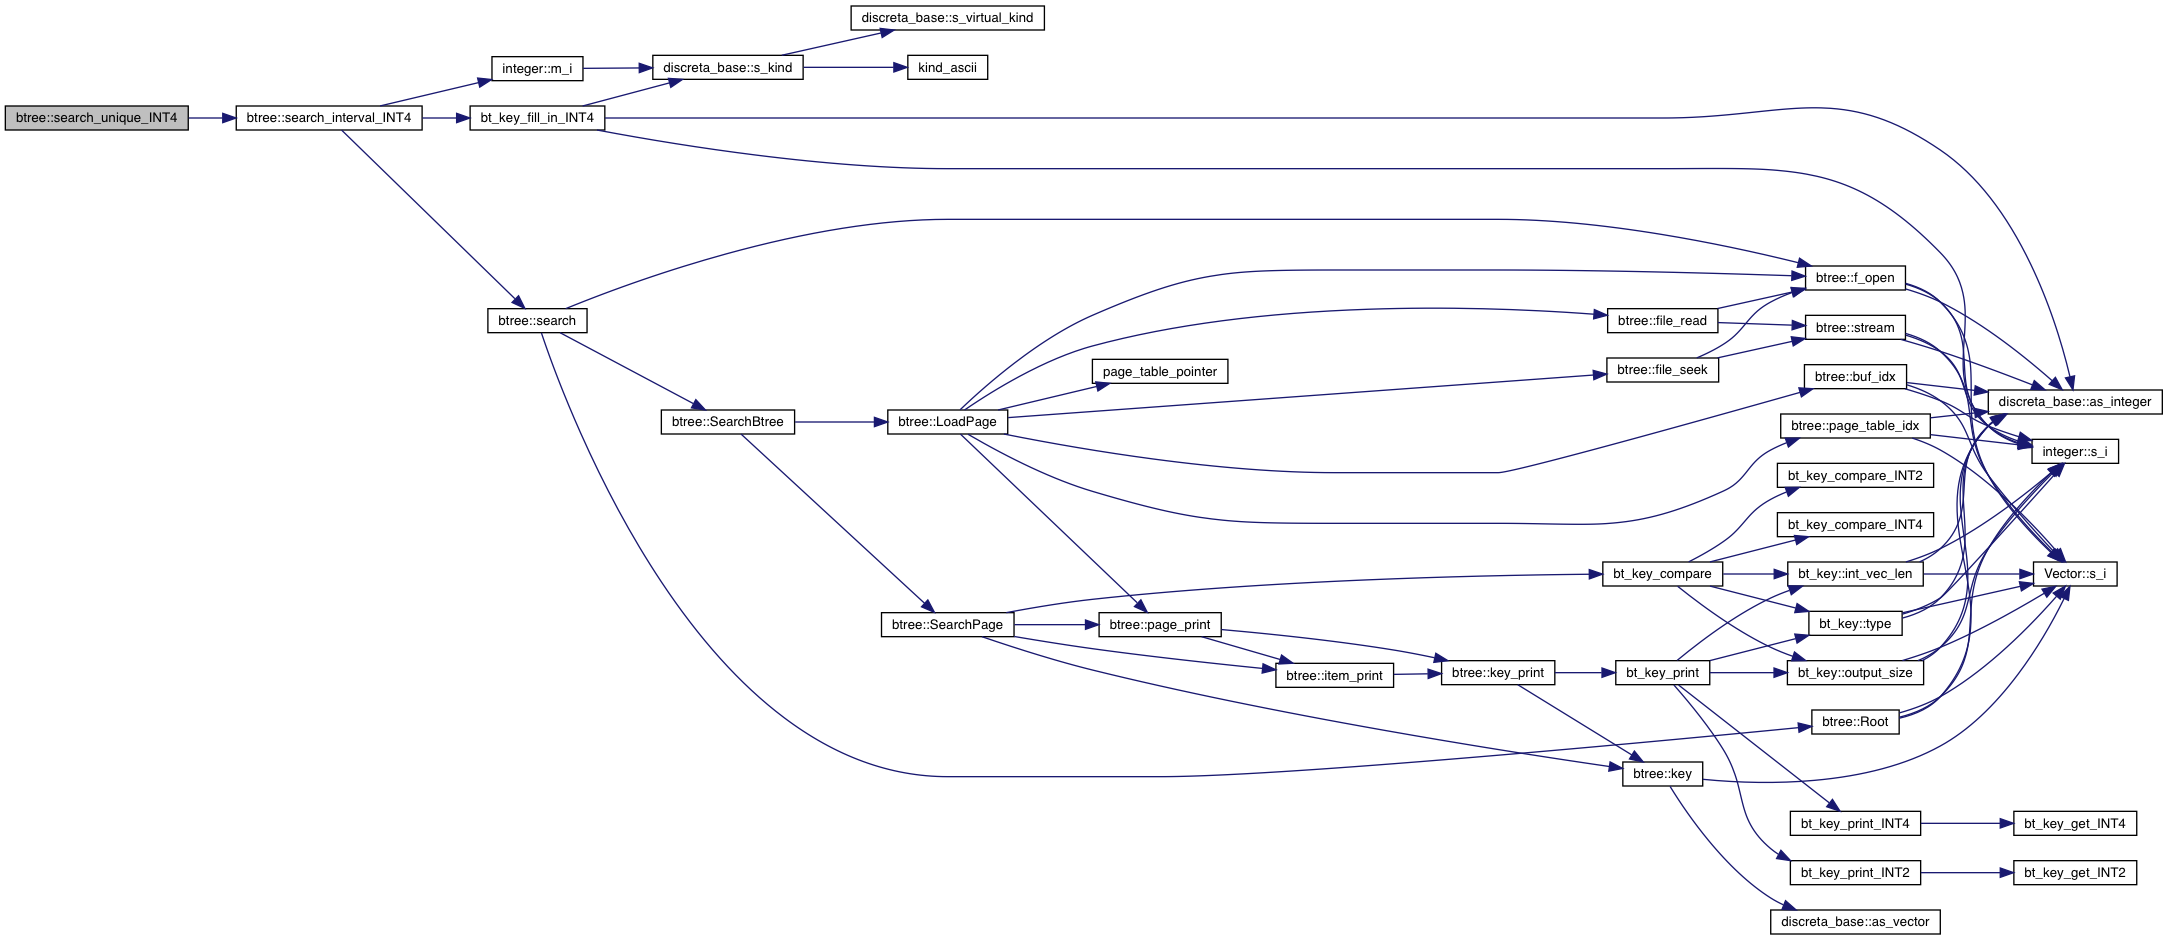 btree::search_unique_INT4
btree::search_interval_INT4
integer::m_i
bt_key_fill_in_INT4
discreta_base::s_kind
discreta_base::s_virtual_kind
kind_ascii
btree::search
btree::SearchBtree
btree::LoadPage
btree::SearchPage
page_table_pointer
btree::page_print
btree::item_print
btree::key_print
btree::file_read
btree::file_seek
bt_key_compare
bt_key_print
btree::key
btree::f_open
btree::stream
btree::buf_idx
btree::page_table_idx
bt_key_compare_INT2
bt_key_compare_INT4
bt_key::int_vec_len
bt_key::type
bt_key::output_size
btree::Root
bt_key_print_INT4
bt_key_print_INT2
discreta_base::as_vector
discreta_base::as_integer
integer::s_i
Vector::s_i
bt_key_get_INT4
bt_key_get_INT2